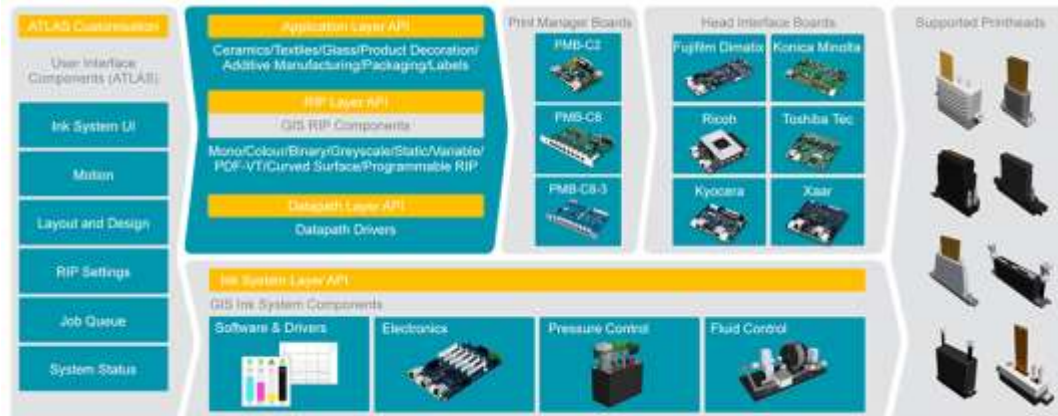 ATLAS Customisation
User Interface
Components (ATLAS)
Ink System UI
Motion
Layout and Design
RIP Settings
Job Queue
System Status
Application Layer API
Ceramics/Textiles/Glass/Product Decoration/
Additive Manufacturing/Packaging/Labels
RIP Layer API
GIS RIP Components
Mono/Colour/Binary/Greyscale/Static/Variable/
PDF-VT/Curved Surface/Programmable RIP
Datapath Layer API
Datapath Drivers
Print Manager Boards
PMB-C2
PMB-C8
PMB-C8-3
Head Interface Boards
Fujifilm Dimatix
Konica Minolta
Ricoh
Toshiba Tec
Kyocera
Xaar
Supported Printheads
Ink System Layer API
GIS Ink System Components
Software & Drivers
Electronics
Pressure Control
Fluid Control